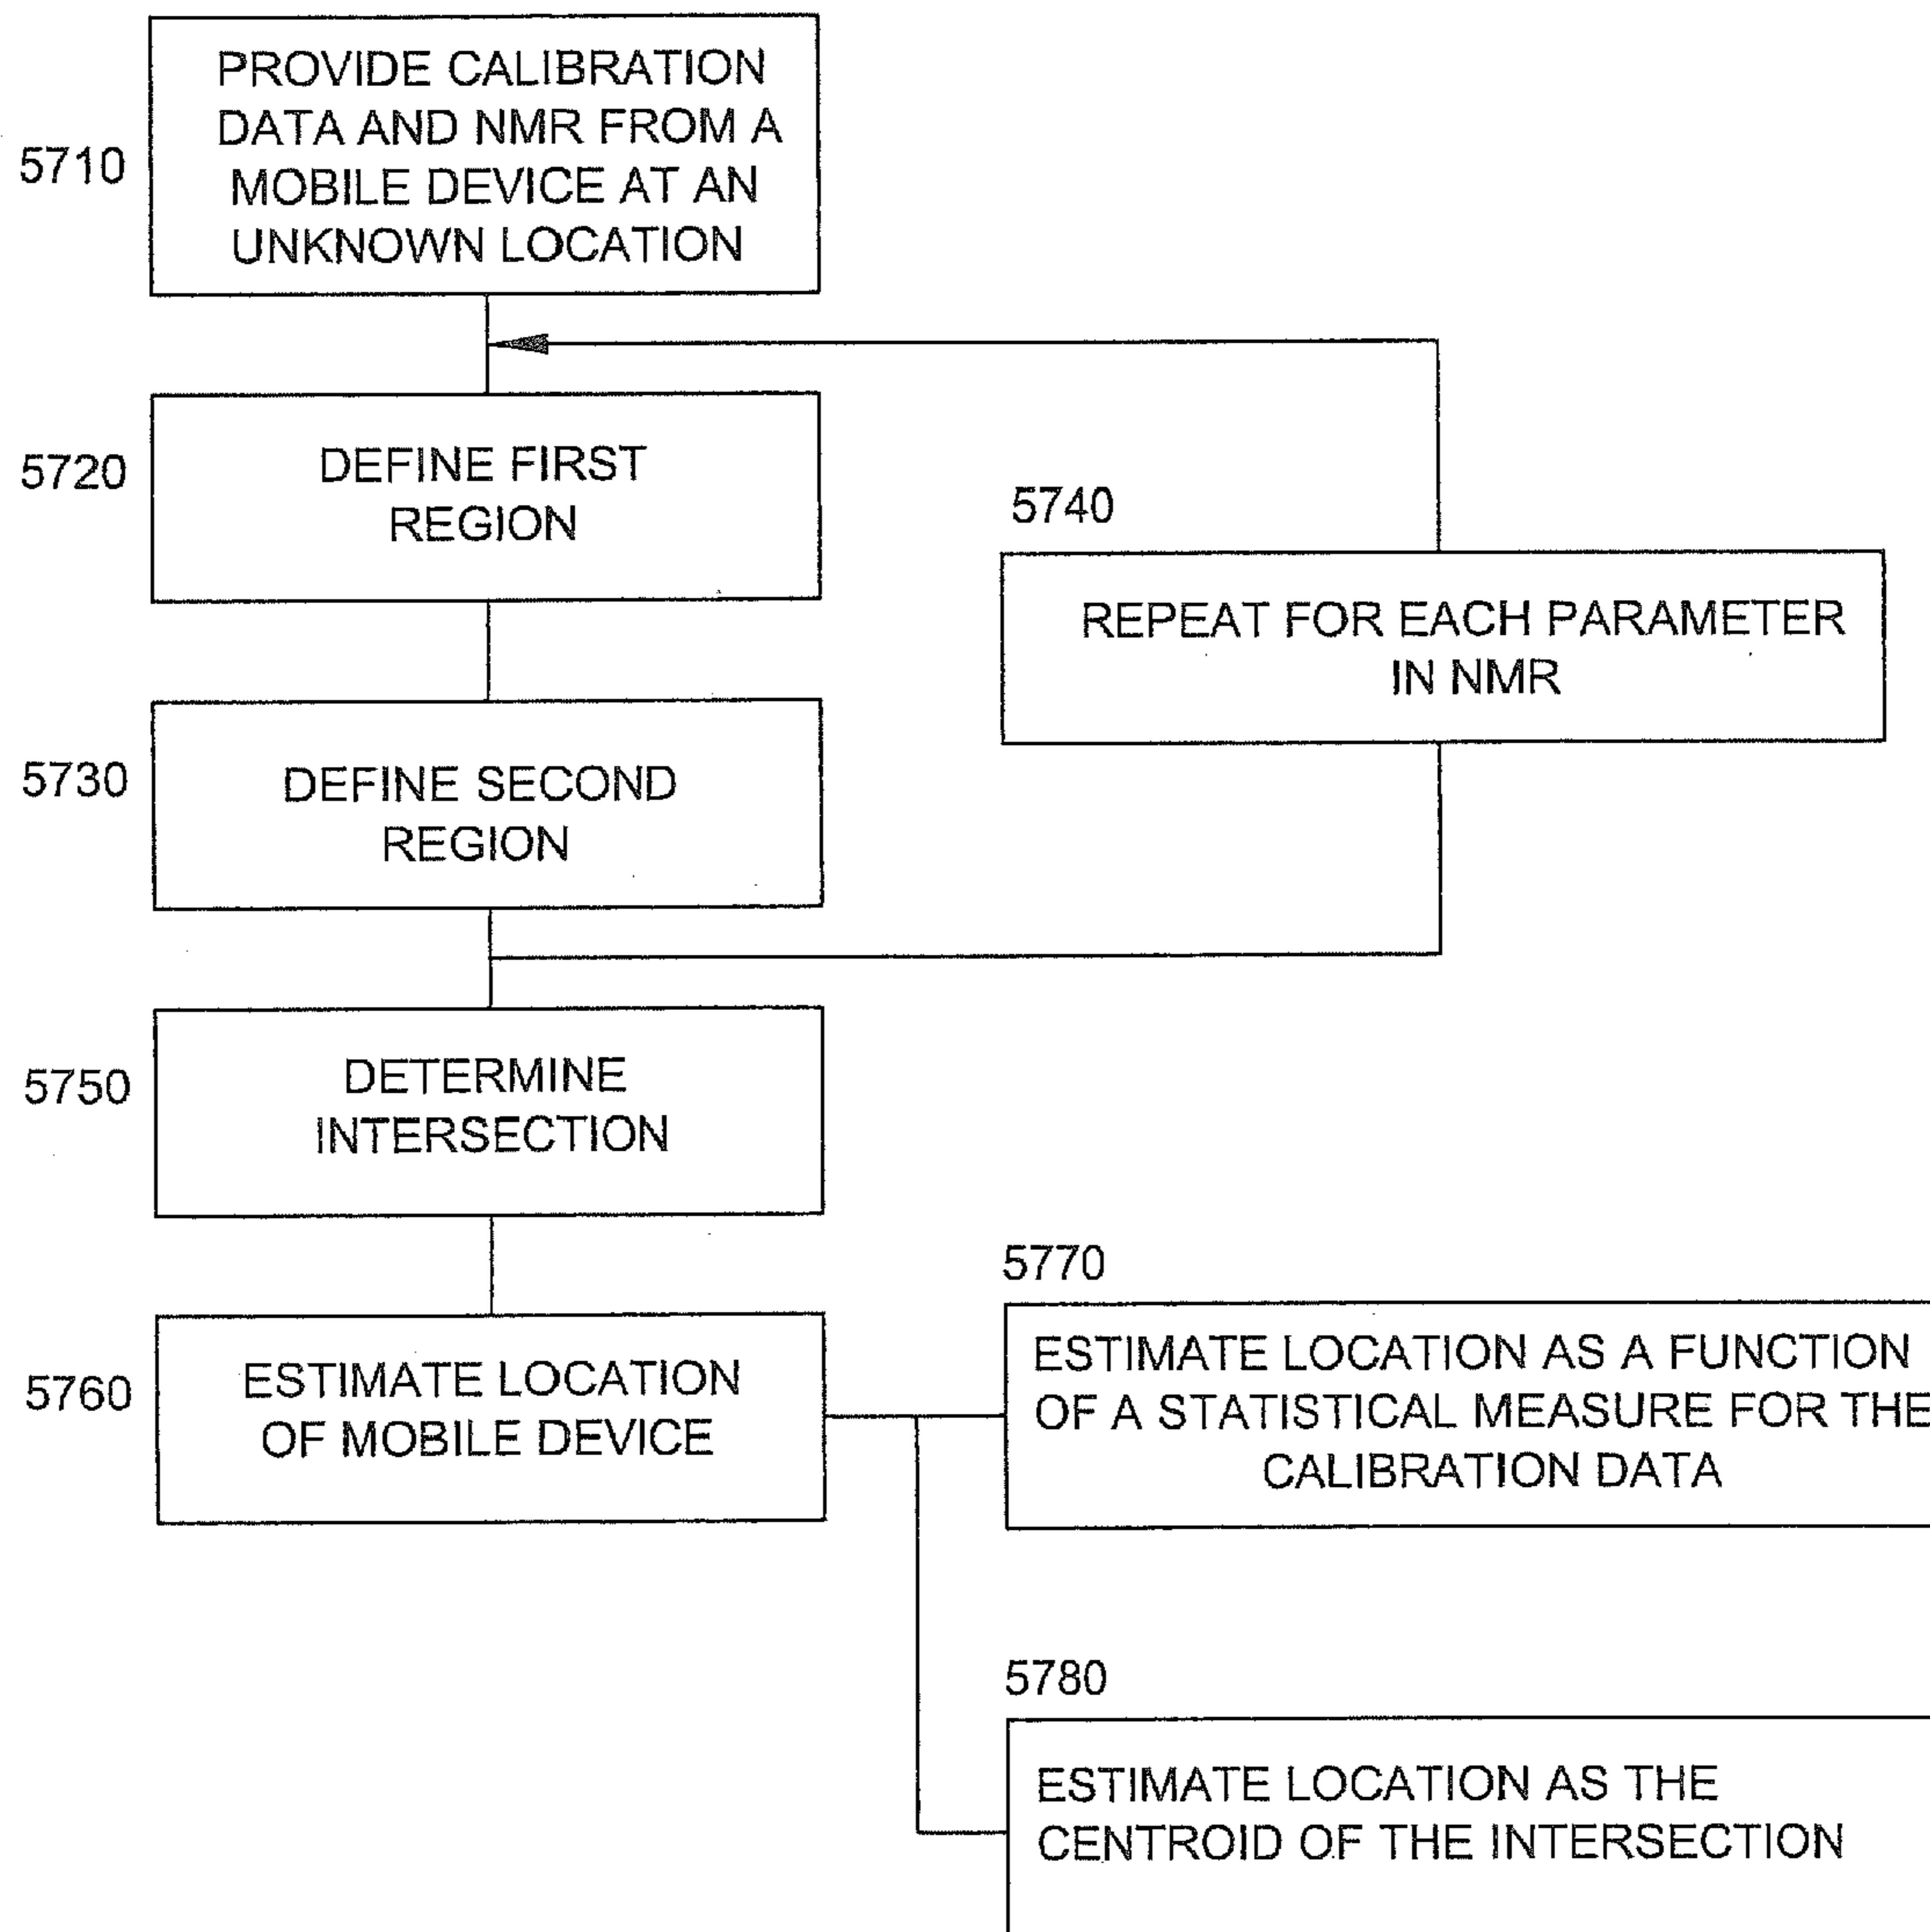 5710
PROVIDE CALIBRATION
DATA AND NMR FROM A
MOBILE DEVICE AT AN
UNKNOWN LOCATION
5720
DEFINE FIRST
REGION
5740
REPEAT FOR EACH PARAMETER
IN NMR
5730
DEFINE SECOND
REGION
5750
DETERMINE
INTERSECTION
5760
ESTIMATE LOCATION
OF MOBILE DEVICE
5770
ESTIMATE LOCATION AS A FUNCTION
OF A STATISTICAL MEASURE FOR THE
CALIBRATION DATA
5780
ESTIMATE LOCATION AS THE
CENTROID OF THE INTERSECTION